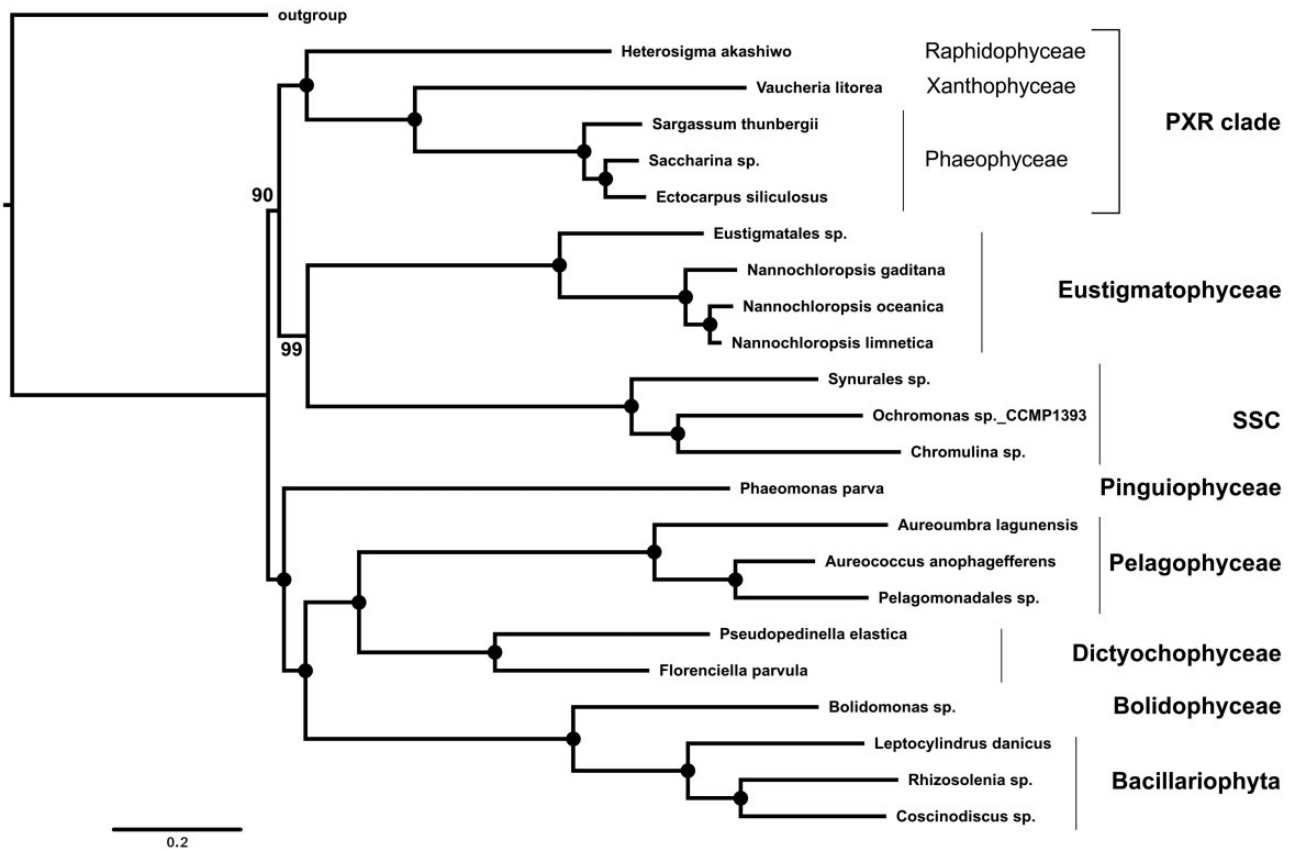 outgroup
Heterosigma akashiwo Raphidophyceae
Vaucheria litorea Xanthophyceae
PXR clade
Sargassum thunbergii
Saccharina sp. Phaeophyceae
90
Ectocarpus siliculosus
Eustigmatales sp.
Nannochloropsis gaditana
Eustigmatophyceae
Nannochloropsis oceanica
99
Nannochloropsis limnetica
Synurales sp.
Ochromonas sp._CCMP1393 SSC
Chromulina sp.
Phaeomonas parva Pinguiophyceae
Aureoumbra lagunensis
Aureococcus anophagefferens Pelagophyceae
Pelagomonadales sp.
Pseudopedinella elastica
Dictyochophyceae
Florenciella parvula
Bolidomonas sp. Bolidophyceae
Leptocylindrus danicus
Rhizosolenia sp. Bacillariophyta
Coscinodiscus sp.
0.2